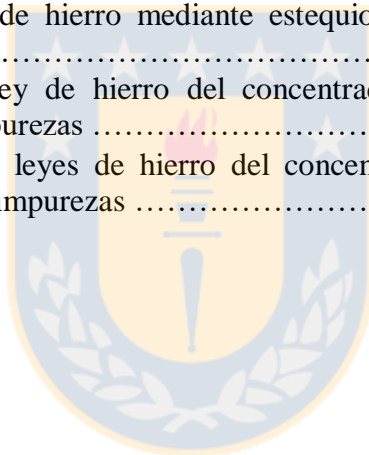 de hierro mediante estequio
……………………………………
ey de hierro del concentrad
purezas ……………………………
leyes de hierro del concen
impurezas ………………………